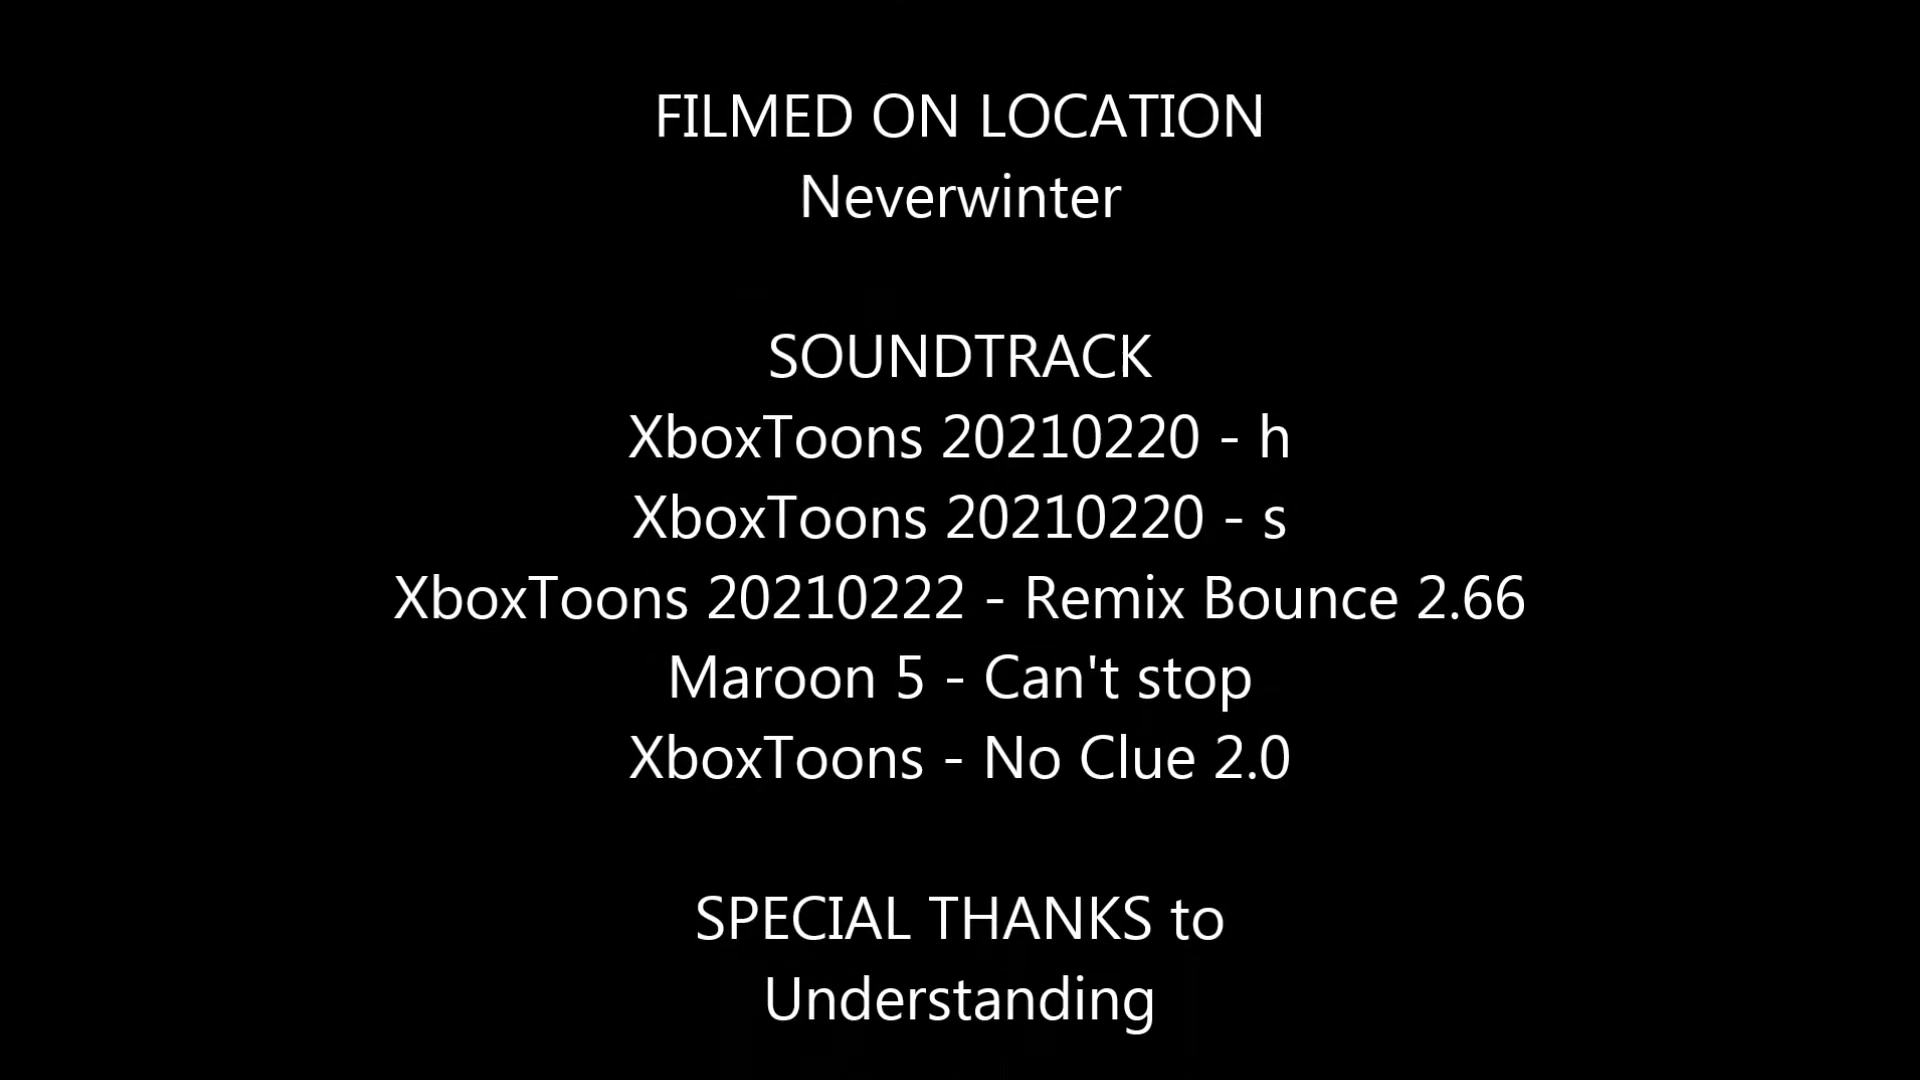 FILMED ON LOCATION
Neverwinter
SOUNDTRACK
XboxToons 20210220 - h
XboxToons 20210220 - s
XboxToons 20210222 - Remix Bounce 2.66
Maroon 5 - Can't stop
XboxToons - No Clue 2.0
SPECIAL THANKS to
Understanding